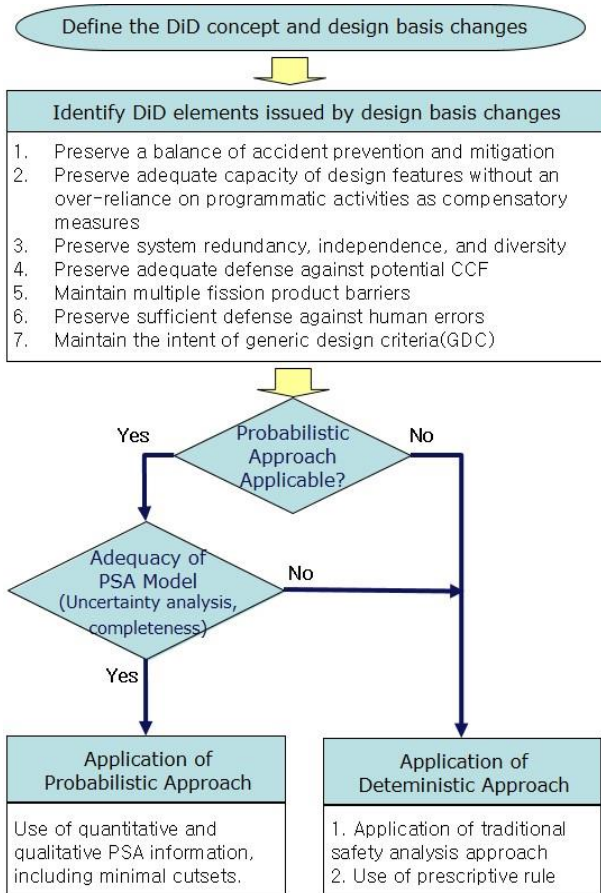 Define the DiD concept and design basis changes
Identify DiD elements issued by design basis changes
1. Preserve a balance of accident prevention and mitigation
2. Preserve adequate capacity of design features without an
over-reliance on programmatic activities as compensatory
measures
3. Preserve system redundancy, independence, and diversity
4. Preserve adequate defense against potential CCF
5. Maintain multiple fission product barriers
6. Preserve sufficient defense against human errors
7. Maintain the intent of generic design criteria(GDC)
Yes
Probabilistic
Approach
Applicable?
No
Adequacy of
PSA Model
(Uncertainty analysis,
completeness)
No
Yes
Application of
Probabilistic Approach
Use of quantitative and
qualitative PSA information,
including minimal cutsets.
Application of
Deteministic Approach
1. Application of traditional
safety analysis approach
2. Use of prescriptive rule